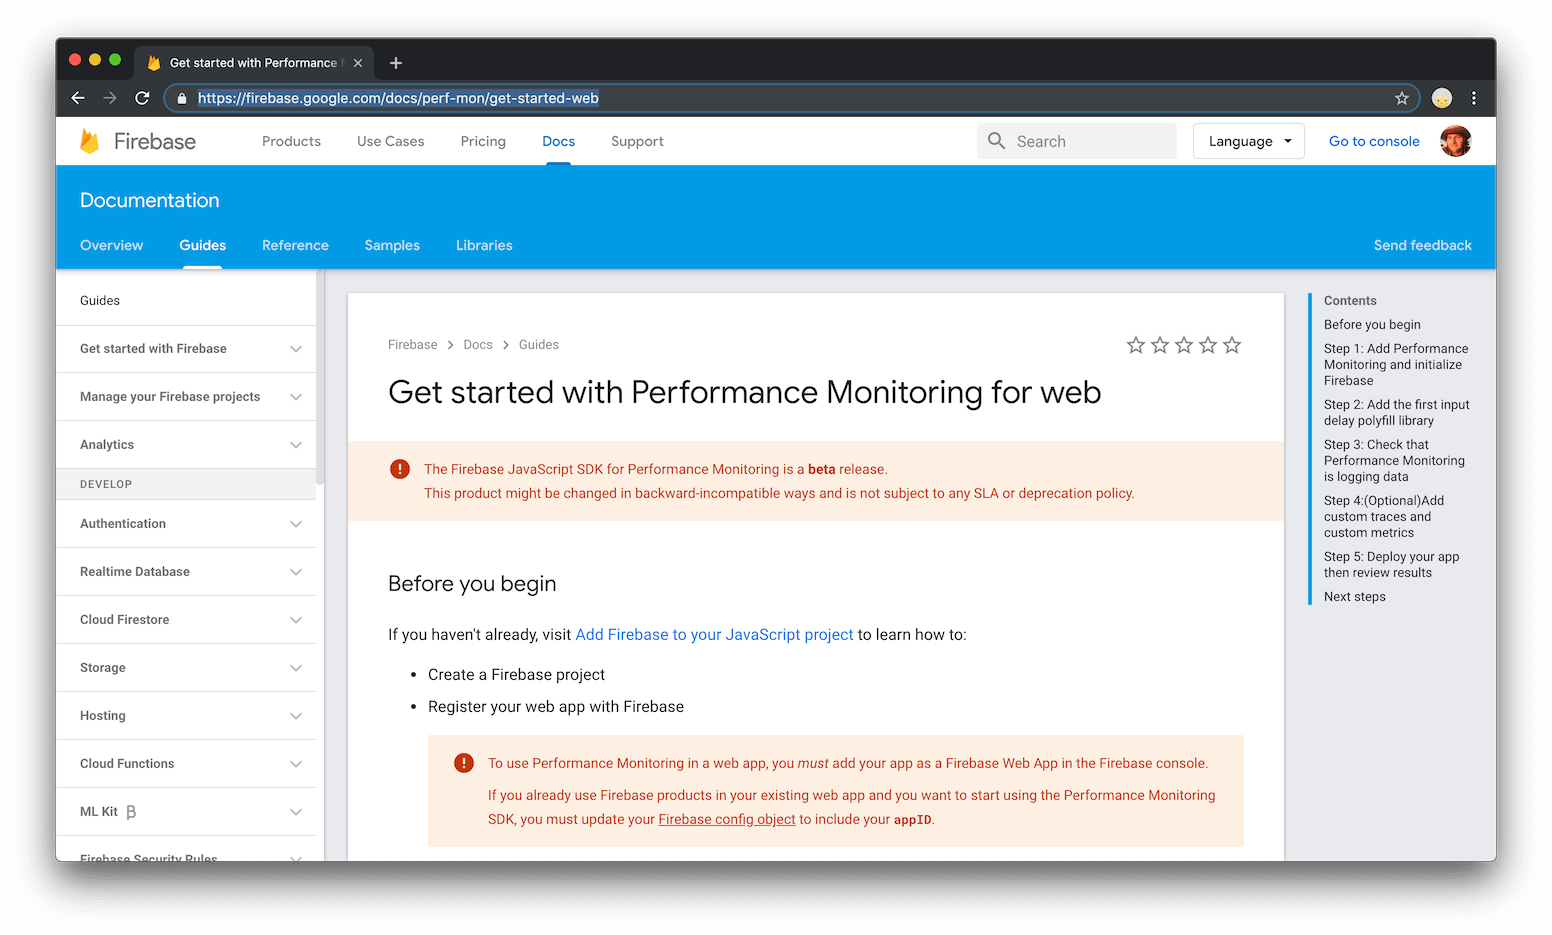 Get started with Performance
https://firebase.google.com/docs/perf-mon/get-started-web
Firebase
Products
Use Cases
Pricing
Docs
Support
Search
Language
Go to console
Documentation
Overview
Guides
Reference
Samples
Libraries
Send feedback
Guides
Get started with Firebase
Manage your Firebase projects
Analytics
DEVELOP
Authentication
Realtime Database
Cloud Firestore
Storage
Hosting
Cloud Functions
ML Kit β
Firebase Security Rules
Firebase > Docs > Guides
Get started with Performance Monitoring for web
The Firebase JavaScript SDK for Performance Monitoring is a beta release.
This product might be changed in backward-incompatible ways and is not subject to any SLA or deprecation policy.
Before you begin
If you haven't already, visit Add Firebase to your JavaScript project to learn how to:
• Create a Firebase project
• Register your web app with Firebase
To use Performance Monitoring in a web app, you must add your app as a Firebase Web App in the Firebase console.
If you already use Firebase products in your existing web app and you want to start using the Performance Monitoring
SDK, you must update your Firebase config object to include your appID.
Contents
Before you begin
Step 1: Add Performance
Monitoring and initialize
Firebase
Step 2: Add the first input
delay polyfill library
Step 3: Check that
Performance Monitoring
is logging data
Step 4:(Optional)Add
custom traces and
custom metrics
Step 5: Deploy your app
then review results
Next steps